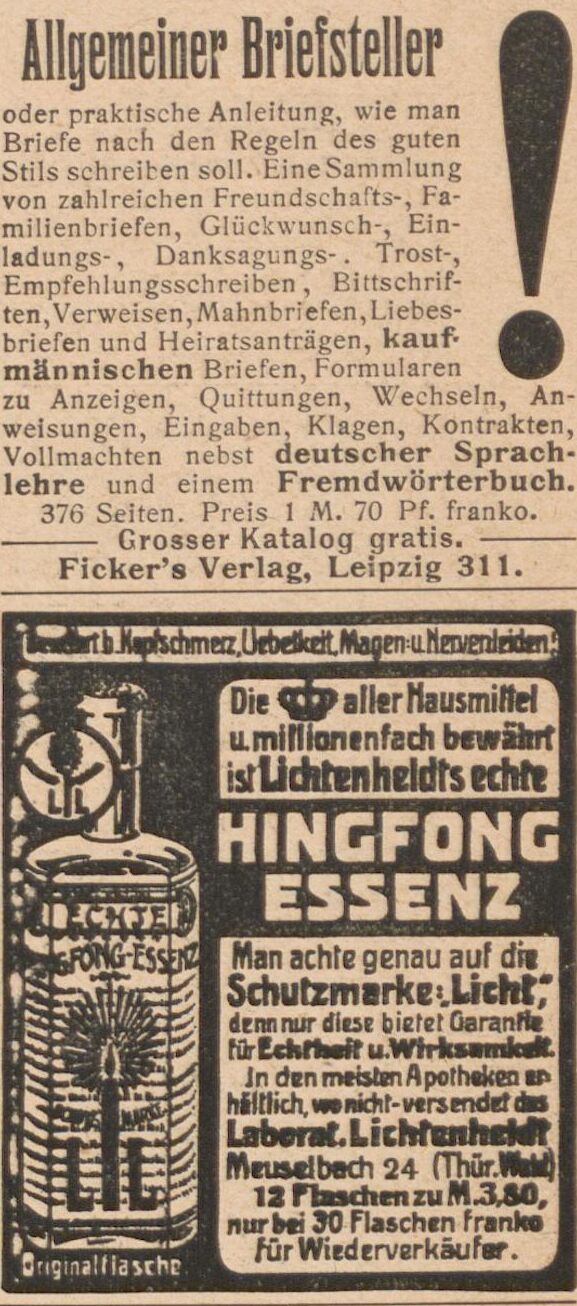 Allgemeiner Briefsteller
!
oder praktische Anleitung, wie man
Briefe nach den Regeln des guten
Stils schreiben soll. Eine Sammlung
von zahlreichen Freundschafts-, Fa-
milienbriefen, Glückwunsch-, Ein-
ladungs-, Danksagungs-. Trost-,
Empfehlungsschreiben, Bittschrif-
ten, Verweisen, Mahnbriefen, Liebes-
briefen und Heiratsanträgen, kauf-
männischen Briefen, Formularen
zu Anzeigen, Quittungen, Wechseln, An-
weisungen, Eingaben, Klagen, Kontrakten,
Vollmachten nebst deutscher Sprach-
lehre und einem Fremdwörterbuch.
376 Seiten. Preis 1 M. 70 Pf. franko.
Grosser Katalog gratis.
Ficker's Verlag, Leipzig 311.
Bewährt b. Kopfschmerz, Uebelkeit, Magen- u. Nervenleiden!
Die aller Hausmittel
u. millionenfach bewährt
ist Lichtenheldts echte
HINGFONG
ESSENZ
Man achte genau auf die
Schutzmarke: „Licht",
denn nur diese bietet Garantie
für Echtheit u. Wirksamkeit.
In den meisten Apotheken er-
hältlich, wo nicht - versendet das
Laborat. Lichtenheldt
Meuselbach 24 (Thür. Wald)
12 Flaschen zu M. 3,80,
nur bei 30 Flaschen franko
für Wiederverkäufer.
LIL
ECHTE
GFONG-ESSENZ
MARKE
LIL
Originalflasche